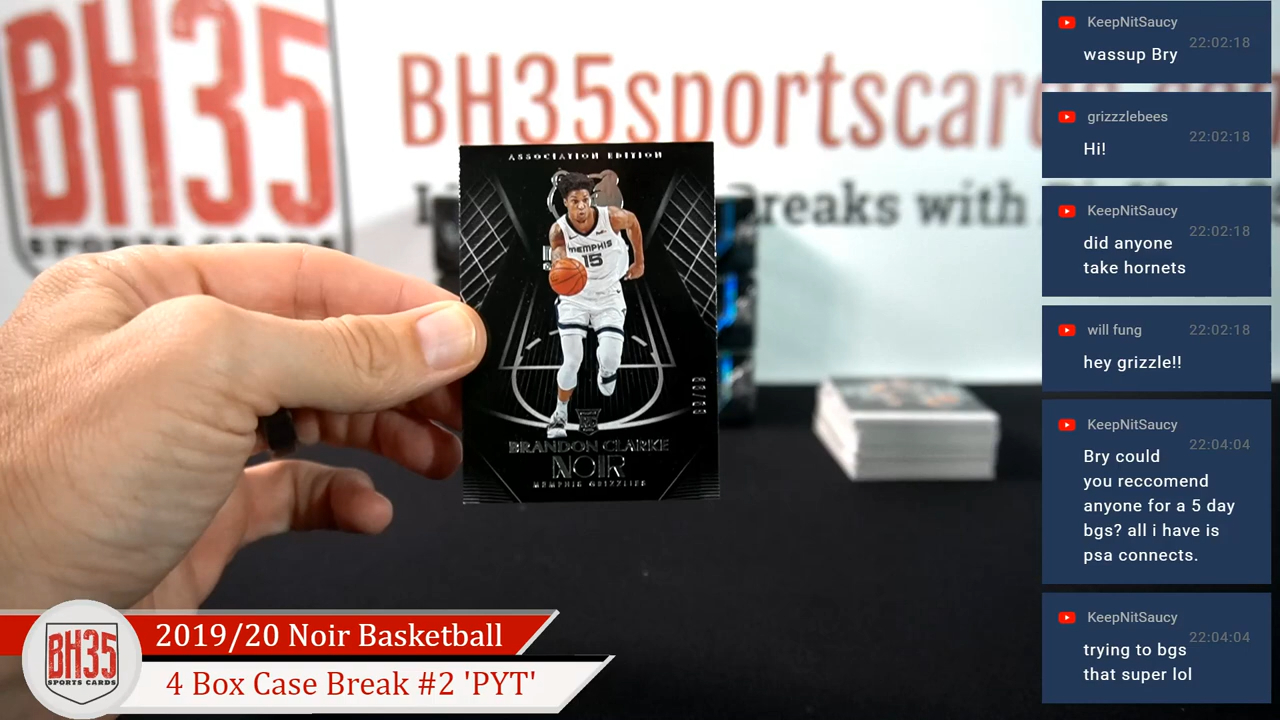 BH35
SPORTS CARDS
BH35sportscar
reaks with
ASSOCIATION EDITION
MEMPHIS
15
BRANDON CLARKE
NOIR
MEMPHIS GRIZZLIES
2019/20 Noir Basketball
4 Box Case Break #2 'PYT'
BH35
SPORTS CARDS
KeepNitSaucy
22:02:18
wassup Bry
grizzzlebees
22:02:18
Hi!
KeepNitSaucy
22:02:18
did anyone
take hornets
will fung
22:02:18
hey grizzle!!
KeepNitSaucy
22:04:04
Bry could
you reccomend
anyone for a 5 day
bgs? all i have is
psa connects.
KeepNitSaucy
22:04:04
trying to bgs
that super lol